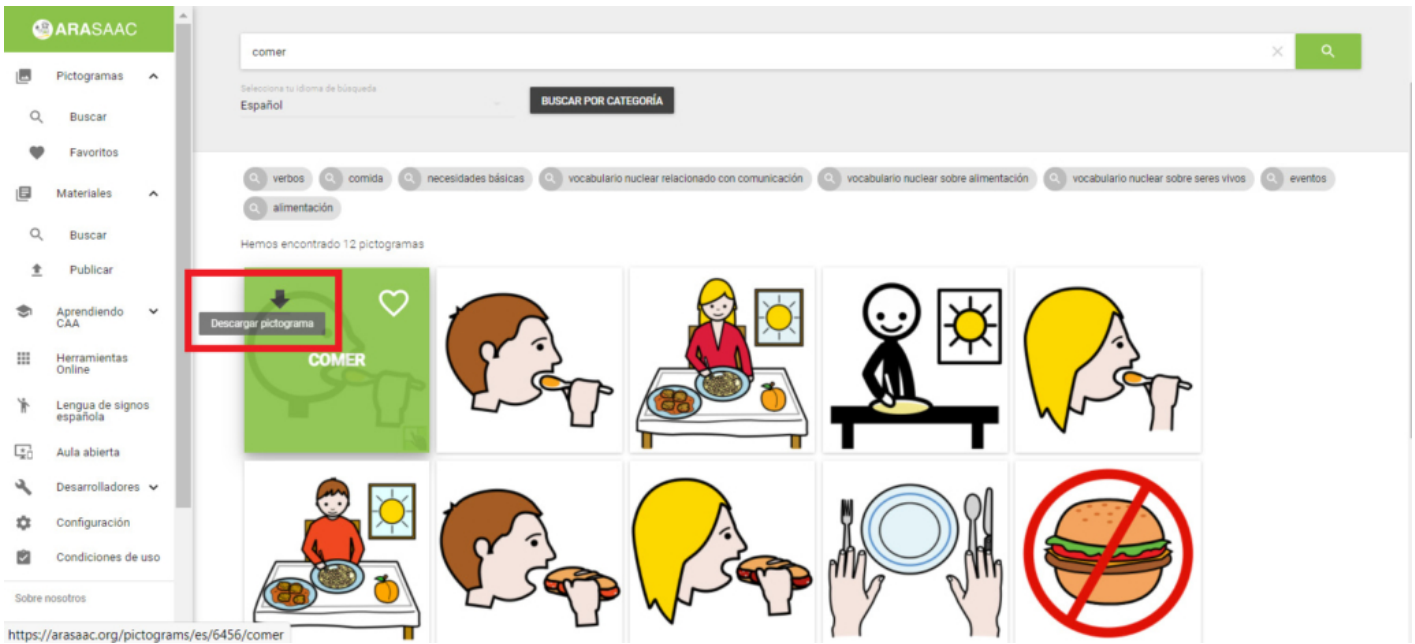 ARASAAC
Pictogramas
Buscar
Favoritos
Materiales
Buscar
Publicar
Aprendiendo
CAA
Herramientas
Online
Lengua de signos
española
Aula abierta
Desarrolladores
Configuración
Condiciones de uso
Sobre nosotros
https://arasaac.org/pictograms/es/6456/comer
comer
Selecciona tu idioma de búsqueda
Español
BUSCAR POR CATEGORÍA
verbos comida necesidades básicas vocabulario nuclear relacionado con comunicación vocabulario nuclear sobre alimentación vocabulario nuclear sobre seres vivos eventos
alimentación
Hemos encontrado 12 pictogramas
Descargar pictograma
COMER